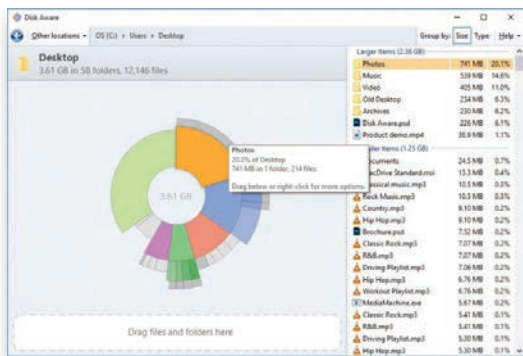 Disk Aware
Other locations OS (C:) Users Desktop Group by: Size Type Help
Desktop
3.61 GB in 58 folders, 12,146 files
3.61 GB
Photos
20.0% of Desktop
741 MB in 1 folder, 214 files
Drag below or right-click for more options.
Drag files and folders here
Larger Items (2.36 GB)
Photos 741 MB 20.1%
Music 539 MB 14.6%
Video 405 MB 11.0%
Old Desktop 234 MB 6.3%
Archives 230 MB 6.2%
Disk Aware.psd 226 MB 6.1%
Product demo.mp4 38.9 MB 1.1%
Items (1.25 GB)
Documents 24.5 MB 0.7%
Drive Standard.msi 15.3 MB 0.4%
Classical music.mp3 10.5 MB 0.3%
Rock Music.mp3 10.5 MB 0.3%
Country.mp3 9.10 MB 0.2%
Hip Hop.mp3 9.10 MB 0.2%
Brochure.psd 7.52 MB 0.2%
Classic Rock.mp3 7.07 MB 0.2%
R&B.mp3 7.07 MB 0.2%
Driving Playlist.mp3 7.06 MB 0.2%
Hip Hop.mp3 6.76 MB 0.2%
Workout Playlist.mp3 6.76 MB 0.2%
MediaMachine.exe 5.67 MB 0.2%
Classic Rock.mp3 5.41 MB 0.1%
R&B.mp3 5.41 MB 0.1%
Driving Playlist.mp3 5.30 MB 0.1%
Hip Hop.mp3 5.30 MB 0.1%